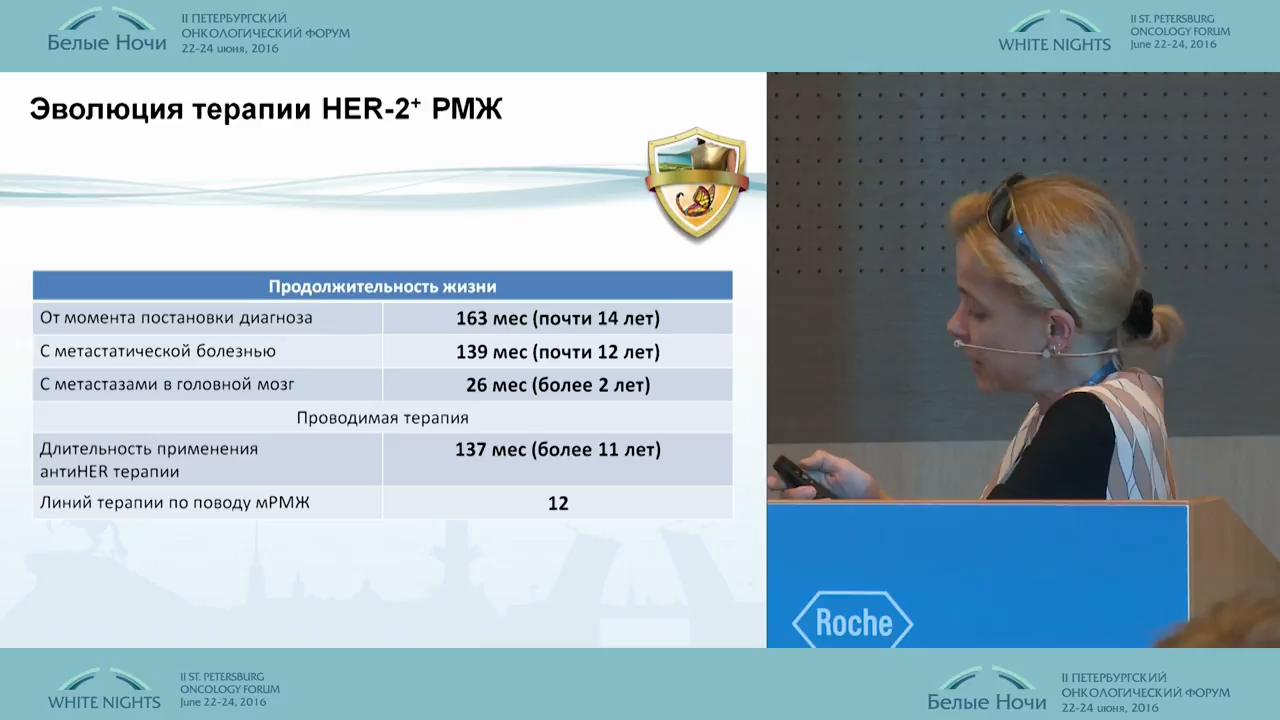 Белые Ночи
II ПЕТЕРБУРГСКИЙ
ОНКОЛОГИЧЕСКИЙ ФОРУМ
22-24 июня, 2016
WHITE NIGHTS
II ST. PETERSBURG
ONCOLOGY FORUM
June 22-24, 2016
Эволюция терапии HER-2+ РМЖ
Продолжительность жизни
От момента постановки диагноза 163 мес (почти 14 лет)
С метастатической болезнью 139 мес (почти 12 лет)
С метастазами в головной мозг 26 мес (более 2 лет)
Проводимая терапия
Длительность применения 137 мес (более 11 лет)
антиHER терапии
Линий терапии по поводу мРМЖ 12
Roche
WHITE NIGHTS
II ST. PETERSBURG
ONCOLOGY FORUM
June 22-24, 2016
Белые Ночи
II ПЕТЕРБУРГСКИЙ
ОНКОЛОГИЧЕСКИЙ ФОРУМ
22-24 июня, 2016